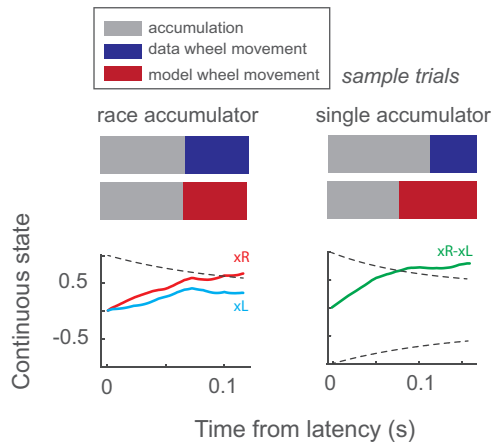 accumulation
data wheel movement
model wheel movement
sample trials
race accumulator
single accumulator
Continuous state
0.5
-0.5
xR
xL
xR-xL
0
0.1
0
0.1
Time from latency (s)